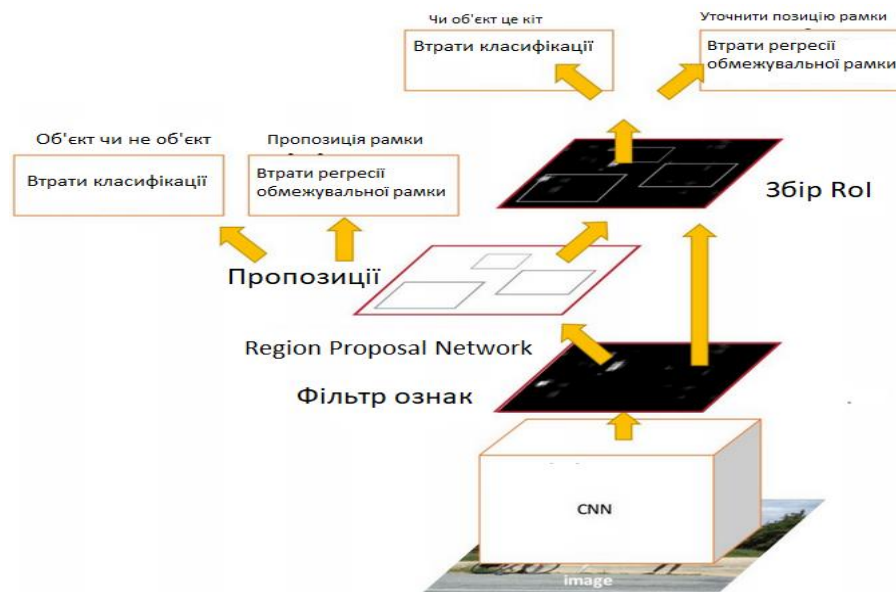 Чи об'єкт це кіт
Уточнити позицію рамки
Втрати класифікації
Втрати регресії
обмежувальної рамки
Об'єкт чи не об'єкт
Пропозиція рамки
Втрати класифікації
Втрати регресії
обмежувальної рамки
Збір RoI
Пропозиції
Region Proposal Network
Фільтр ознак
CNN
image